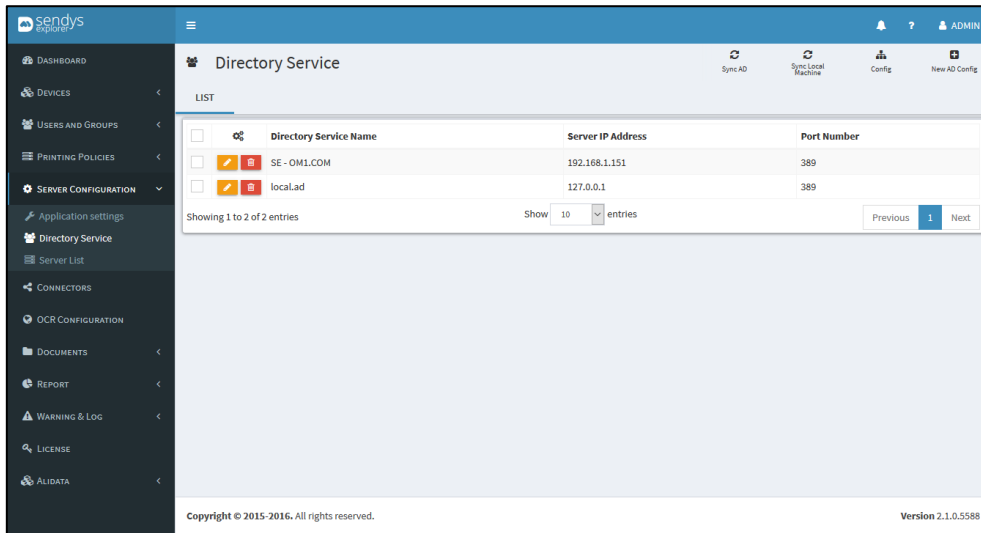 sendys
explorer
ADMIN
DASHBOARD
DEVICES
USERS AND GROUPS
PRINTING POLICIES
SERVER CONFIGURATION
Application settings
Directory Service
Server List
CONNECTORS
OCR CONFIGURATION
DOCUMENTS
REPORT
WARNING & LOG
LICENSE
ALIDATA
Directory Service
Sync AD
Sync Local
Machine
Config
New AD Config
LIST
Directory Service Name Server IP Address Port Number
SE - OM1.COM 192.168.1.151 389
local.ad 127.0.0.1 389
Showing 1 to 2 of 2 entries Show 10 entries Previous 1 Next
Copyright © 2015-2016. All rights reserved. Version 2.1.0.5588